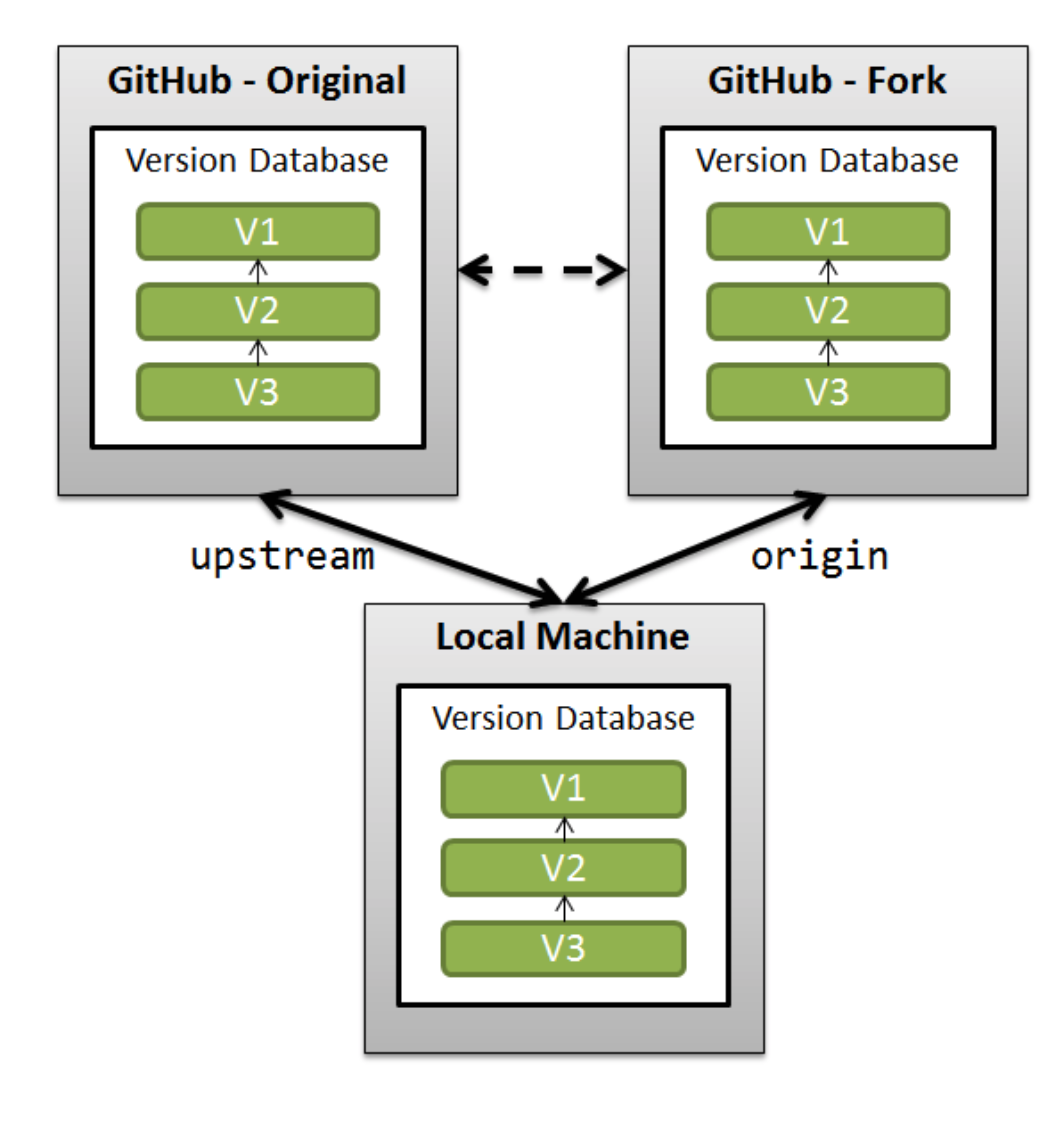 GitHub - Original
Version Database
V1
V2
V3
GitHub - Fork
Version Database
V1
V2
V3
upstream
origin
Local Machine
Version Database
V1
V2
V3